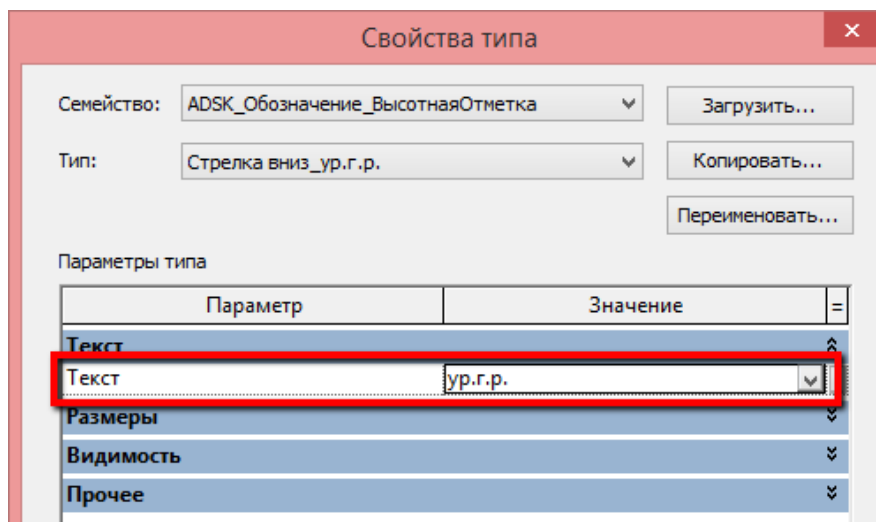 Свойства типа
Семейство: ADSK_Обозначение_ВысотнаяОтметка Загрузить...
Тип: Стрелка вниз_ур.г.р. Копировать...
Переименовать...
Параметры типа
Параметр Значение =
Текст
Текст ур.г.р.
Размеры
Видимость
Прочее